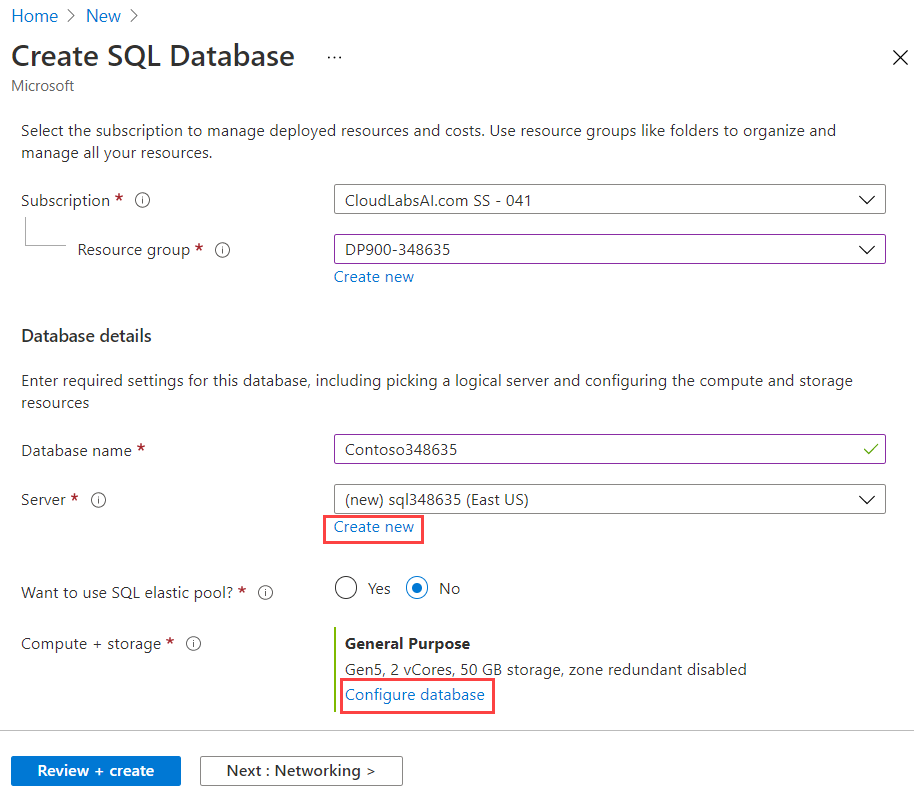 Home > New >
Create SQL Database ...
Microsoft
Select the subscription to manage deployed resources and costs. Use resource groups like folders to organize and
manage all your resources.
Subscription * CloudLabsAI.com SS - 041
Resource group * DP900-348635
Create new
Database details
Enter required settings for this database, including picking a logical server and configuring the compute and storage
resources
Database name * Contoso348635
Server * (new) sql348635 (East US)
Create new
Want to use SQL elastic pool? * Yes No
Compute + storage * General Purpose
Gen5, 2 vCores, 50 GB storage, zone redundant disabled
Configure database
Review + create Next : Networking >